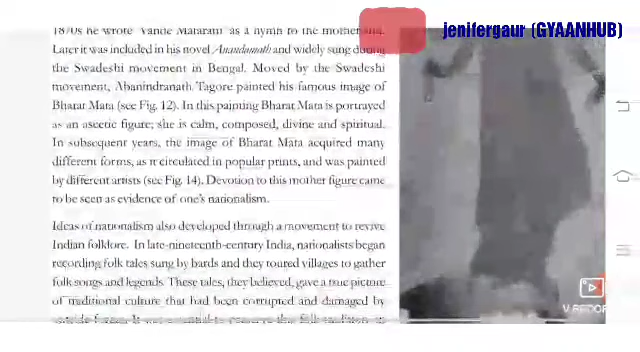 1870s he wrote 'Vande Mataram' as a hymn to the motherland.
Later it was included in his novel Anandamath and widely sung during
the Swadeshi movement in Bengal. Moved by the Swadeshi
movement, Abanindranath Tagore painted his famous image of
Bharat Mata (see Fig. 12). In this painting Bharat Mata is portrayed
as an ascetic figure; she is calm, composed, divine and spiritual.
In subsequent years, the image of Bharat Mata acquired many
different forms, as it circulated in popular prints, and was painted
by different artists (see Fig. 14). Devotion to this mother figure came
to be seen as evidence of one's nationalism.
Ideas of nationalism also developed through a movement to revive
Indian folklore. In late-nineteenth-century India, nationalists began
recording folk tales sung by bards and they toured villages to gather
folk songs and legends. These tales, they believed, gave a true picture
of traditional culture that had been corrupted and damaged by
jenifergaur (GYAANHUB)
V RECOR